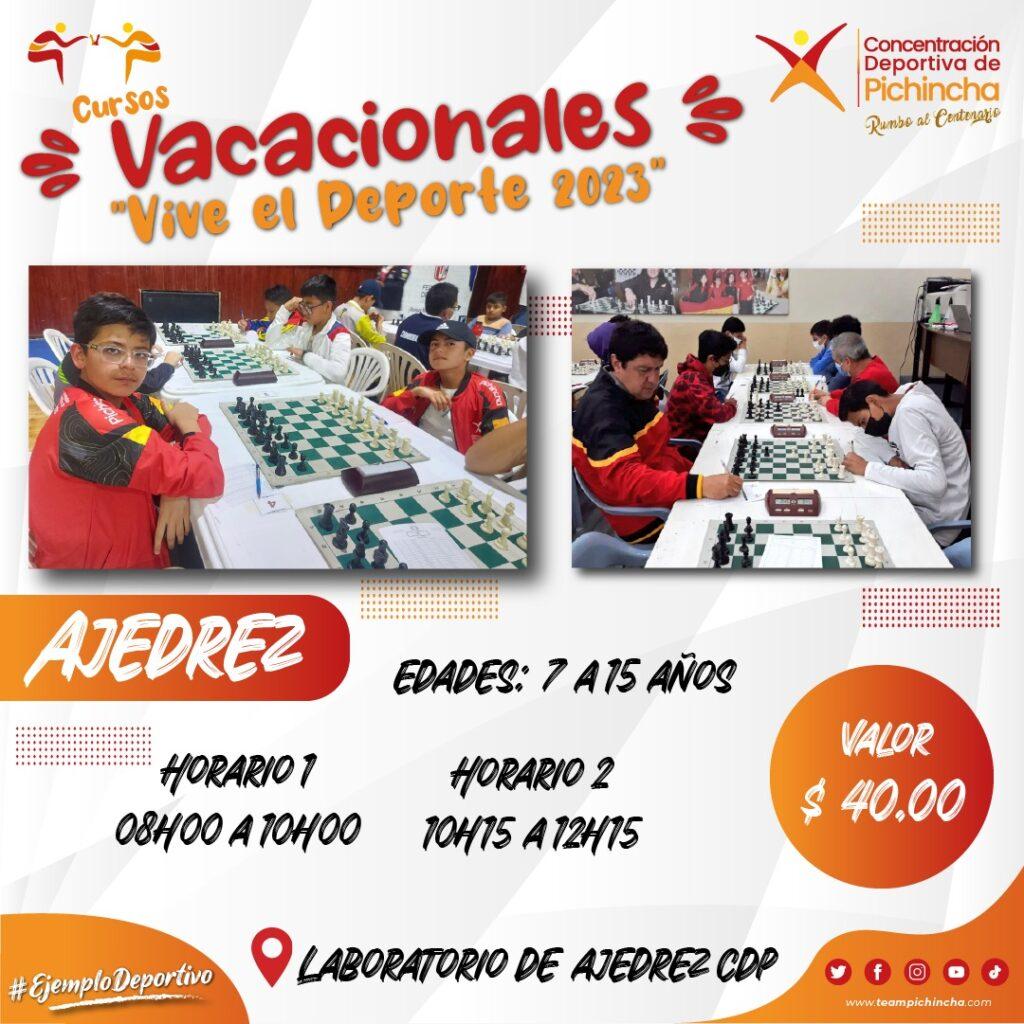 Cursos
Vacacionales
"Vive el Deporte 2023"
Concentración
Deportiva de
Pichincha
Rumbo al Centenario
AJEDREZ
EDADES: 7 A 15 AÑOS
HORARIO 1
08H00 A 10H00
HORARIO 2
10H15 A 12H15
VALOR
$ 40.00
#EjemploDeportivo
LABORATORIO DE AJEDREZ CDP
www.teampichincha.com